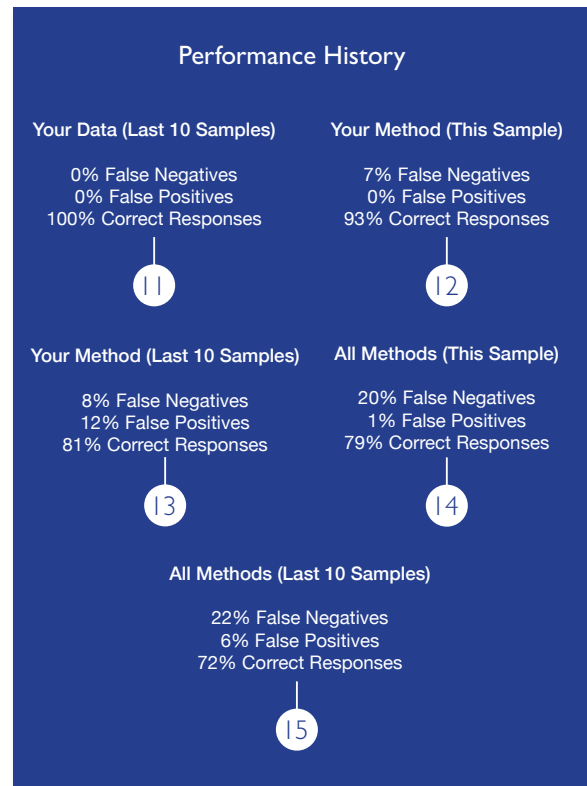 Performance History
Your Data (Last 10 Samples)
0% False Negatives
0% False Positives
100% Correct Responses
11
Your Method (This Sample)
7% False Negatives
0% False Positives
93% Correct Responses
12
Your Method (Last 10 Samples)
8% False Negatives
12% False Positives
81% Correct Responses
13
All Methods (This Sample)
20% False Negatives
1% False Positives
79% Correct Responses
14
All Methods (Last 10 Samples)
22% False Negatives
6% False Positives
72% Correct Responses
15